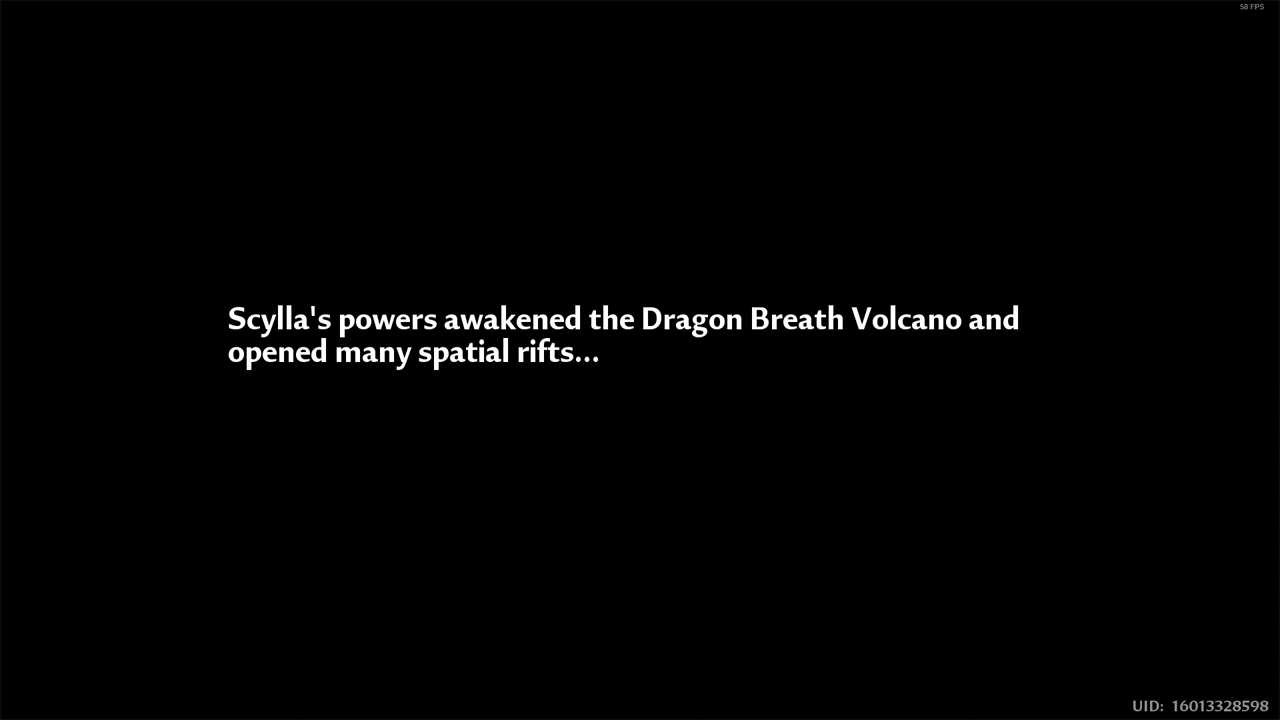 58 FPS
Scylla's powers awakened the Dragon Breath Volcano and
opened many spatial rifts...
UID: 16013328598